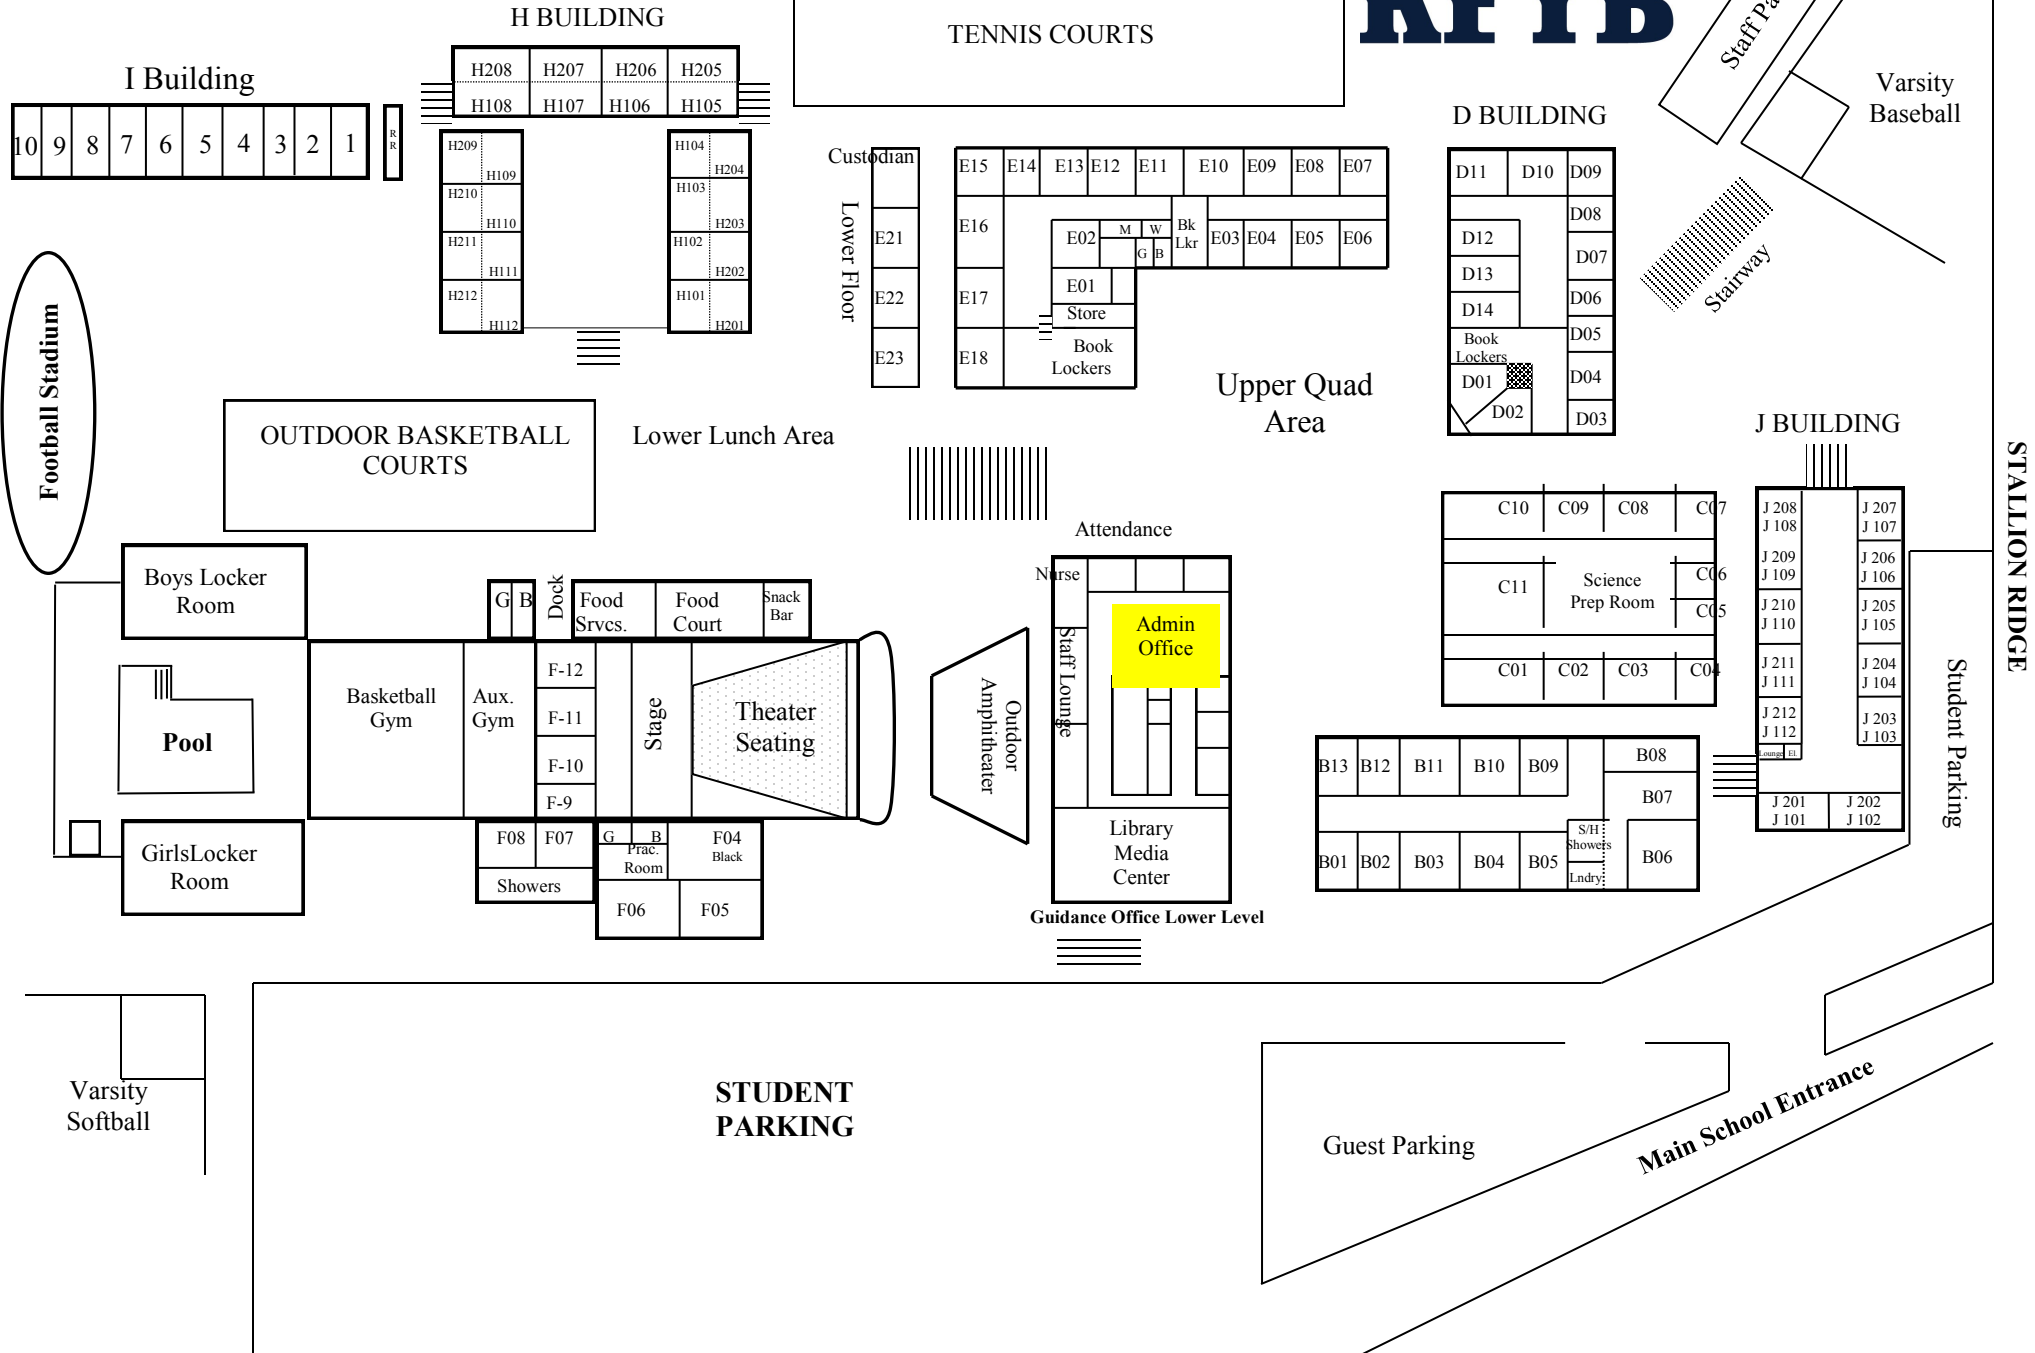 H BUILDING
TENNIS COURTS
Varsity
Baseball
I Building
H208 H207 H206 H205
H108 H107 H106 H105
D BUILDING
10 9 8 7 6 5 4 3 2 1
R
R
H209
H109
H210
H110
H211
H111
H212
H112
H104
H204
H103
H203
H102
H202
H101
H201
Custodian
Lower Floor
E21
E22
E23
E15 E14 E13 E12 E11 E10 E09 E08 E07
E16
E02
M W
G B
Bk
Lkr
E03 E04 E05 E06
E17
E01
Store
E18
Book
Lockers
D11 D10 D09
D08
D12
D07
D13
D06
D14
D05
Book
Lockers
D01
D04
D02
D03
Stairway
Football Stadium
OUTDOOR BASKETBALL
COURTS
Lower Lunch Area
Upper Quad
Area
J BUILDING
STALLION RIDGE
Attendance
C10 C09 C08 C07
C11
Science
Prep Room
C06
C05
C01 C02 C03 C04
J 208
J 108
J 209
J 109
J 210
J 110
J 211
J 111
J 212
J 112
Lounge EL
J 207
J 107
J 206
J 106
J 205
J 105
J 204
J 104
J 203
J 103
J 201
J 101
J 202
J 102
Student Parking
Boys Locker
Room
G B
Dock
Food
Srvcs.
Food
Court
Snack
Bar
Nurse
Admin
Office
Staff Lounge
Pool
Basketball
Gym
Aux.
Gym
F-12
F-11
F-10
F-9
Stage
Theater
Seating
Outdoor
Amphitheater
Library
Media
Center
Guidance Office Lower Level
GirlsLocker
Room
F08 F07
Showers
G B
Prac.
Room
F04
Black
F06 F05
B13 B12 B11 B10 B09
B08
B07
B01 B02 B03 B04 B05
S/H
Showers
Lndry
B06
Varsity
Softball
STUDENT
PARKING
Guest Parking
Main School Entrance